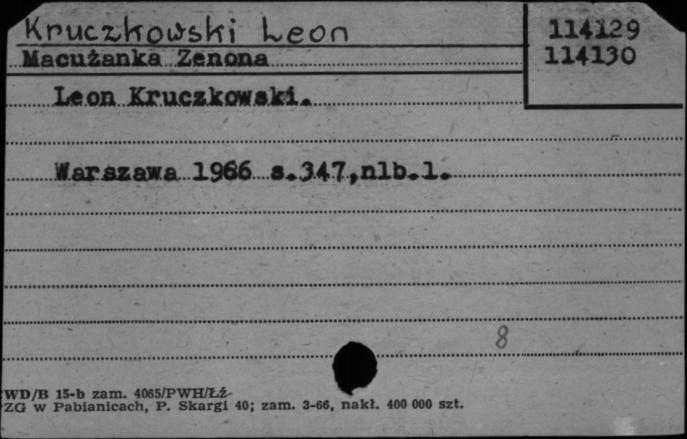 Kruczkowski Leon
114129
Macużanka Zenona
114130
Leon Kruczkowski.
Warszawa 1966 s.347,nlb.1.
8
WD/B 15-b zam. 4065/PWH/Łź-
ZG w Pabianicach, P. Skargi 40; zam. 3-66, nakł. 400 000 szt.